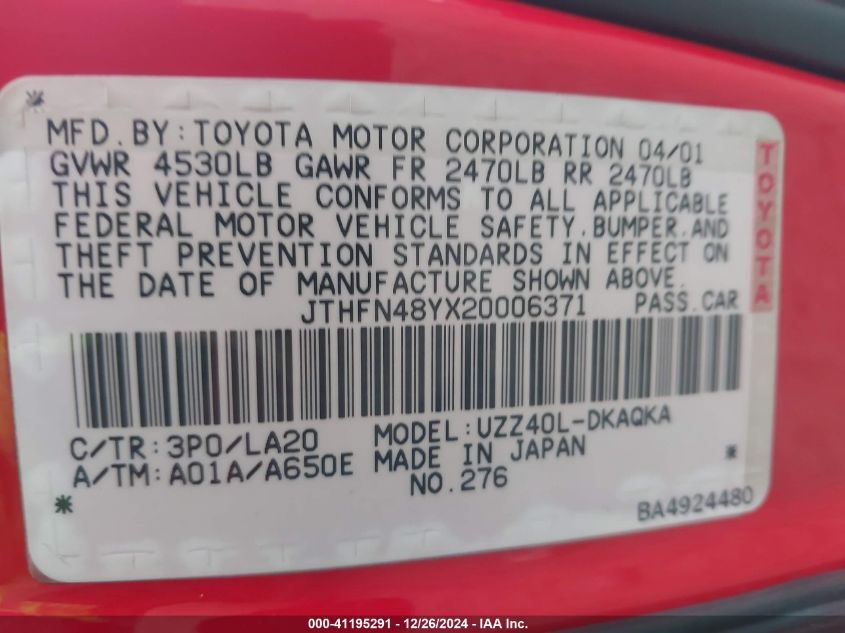 MFD.BY:TOYOTA MOTOR CORPORATION 04/01
GVWR 4530LB GAWR FR 2470LB RR 2470LB
THIS VEHICLE CONFORMS TO ALL APPLICABLE
FEDERAL MOTOR VEHICLE SAFETY.BUMPER.AND
THEFT PREVENTION STANDARDS IN EFFECT ON
THE DATE OF MANUFACTURE SHOWN ABOVE.
JTHFN48YX20006371 PASS.CAR
TOYOTA
C/TR:3P0/LA20 MODEL:UZZ40L-DKAQKA
A/TM:A01A/A650E MADE IN JAPAN
NO.276
BA4924480
000-41195291 - 12/26/2024 - IAA Inc.